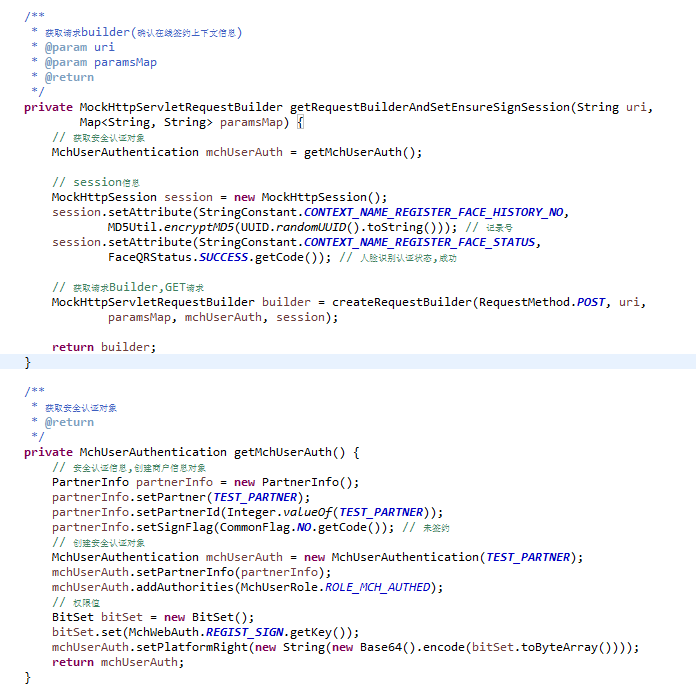 /**
 * 获取请求builder(确认在线签约上下文信息)
 * @param uri
 * @param paramsMap
 * @return
 */
private MockHttpServletRequestBuilder getRequestBuilderAndSetEnsureSignSession(String uri,
        Map<String, String> paramsMap) {
    // 获取安全认证对象
    MchUserAuthentication mchUserAuth = getMchUserAuth();

    // session信息
    MockHttpSession session = new MockHttpSession();
    session.setAttribute(StringConstant.CONTEXT_NAME_REGISTER_FACE_HISTORY_NO,
            MD5Util.encryptMD5(UUID.randomUUID().toString())); // 记录号
    session.setAttribute(StringConstant.CONTEXT_NAME_REGISTER_FACE_STATUS,
            FaceQRStatus.SUCCESS.getCode()); // 人脸识别认证状态,成功

    // 获取请求Builder,GET请求
    MockHttpServletRequestBuilder builder = createRequestBuilder(RequestMethod.POST, uri,
            paramsMap, mchUserAuth, session);

    return builder;
}

/**
 * 获取安全认证对象
 * @return
 */
private MchUserAuthentication getMchUserAuth() {
    // 安全认证信息,创建商户信息对象
    PartnerInfo partnerInfo = new PartnerInfo();
    partnerInfo.setPartner(TEST_PARTNER);
    partnerInfo.setPartnerId(Integer.valueOf(TEST_PARTNER));
    partnerInfo.setSignFlag(CommonFlag.NO.getCode()); // 未签约
    // 创建安全认证对象
    MchUserAuthentication mchUserAuth = new MchUserAuthentication(TEST_PARTNER);
    mchUserAuth.setPartnerInfo(partnerInfo);
    mchUserAuth.addAuthorities(MchUserRole.ROLE_MCH_AUTHED);
    // 权限值
    BitSet bitSet = new BitSet();
    bitSet.set(MchWebAuth.REGIST_SIGN.getKey());
    mchUserAuth.setPlatformRight(new String(new Base64().encode(bitSet.toByteArray())));
    return mchUserAuth;
}